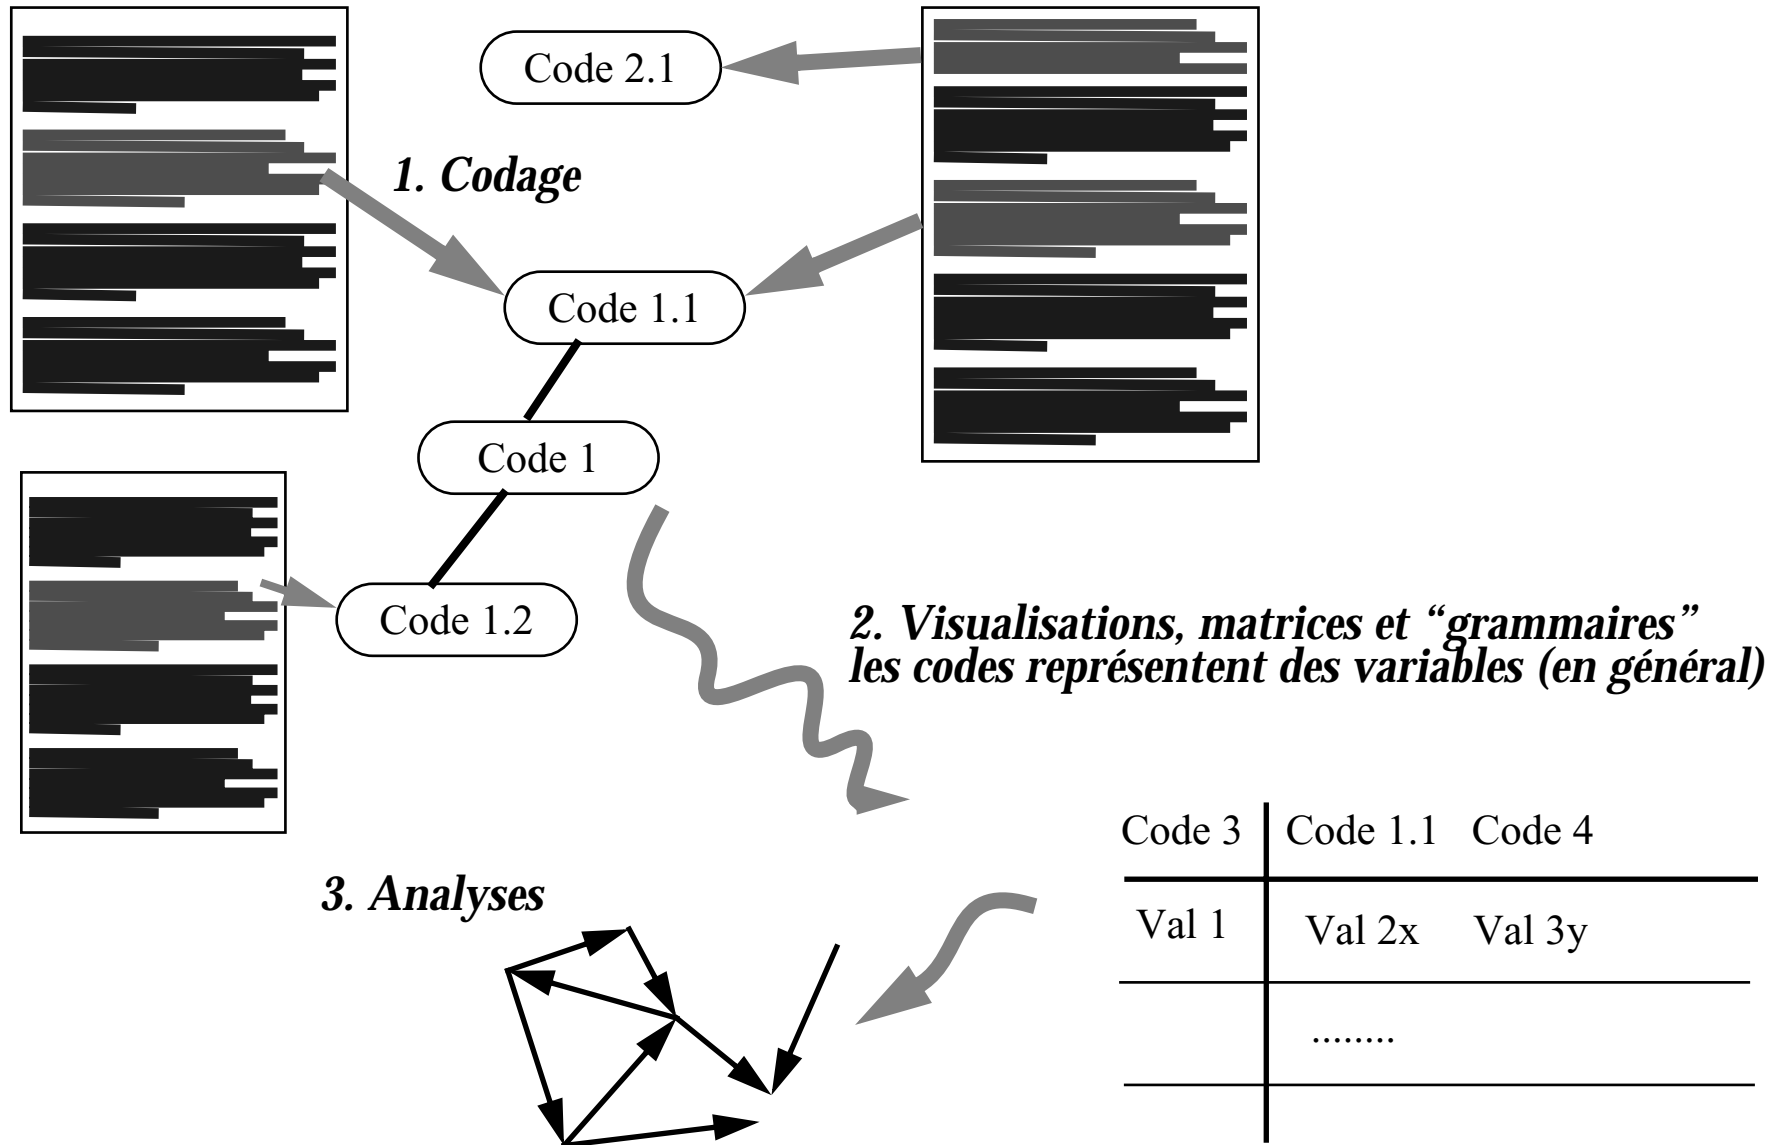 Code 2.1
1. Codage
Code 1.1
Code 1
Code 1.2
2. Visualisations, matrices et “grammaires”
les codes représentent des variables (en général)
Code 3 Code 1.1 Code 4
Val 1 Val 2x Val 3y
........
3. Analyses